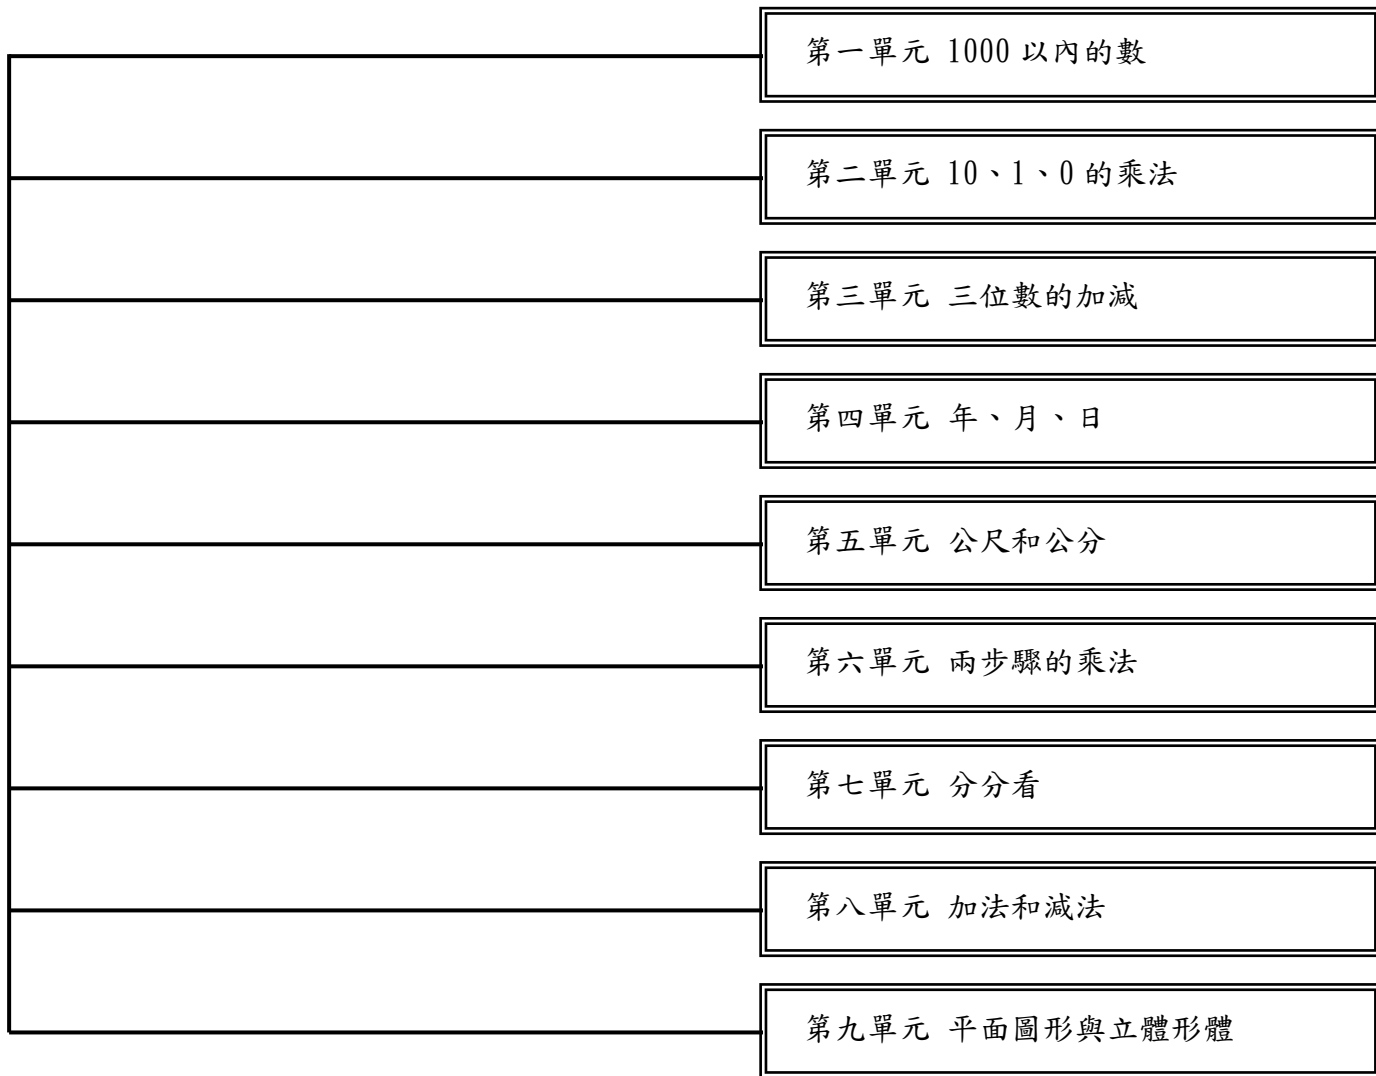 第一單元 1000 以內的數
第二單元 10、1、0 的乘法
第三單元 三位數的加減
第四單元 年、月、日
第五單元 公尺和公分
第六單元 兩步驟的乘法
第七單元 分分看
第八單元 加法和減法
第九單元 平面圖形與立體形體